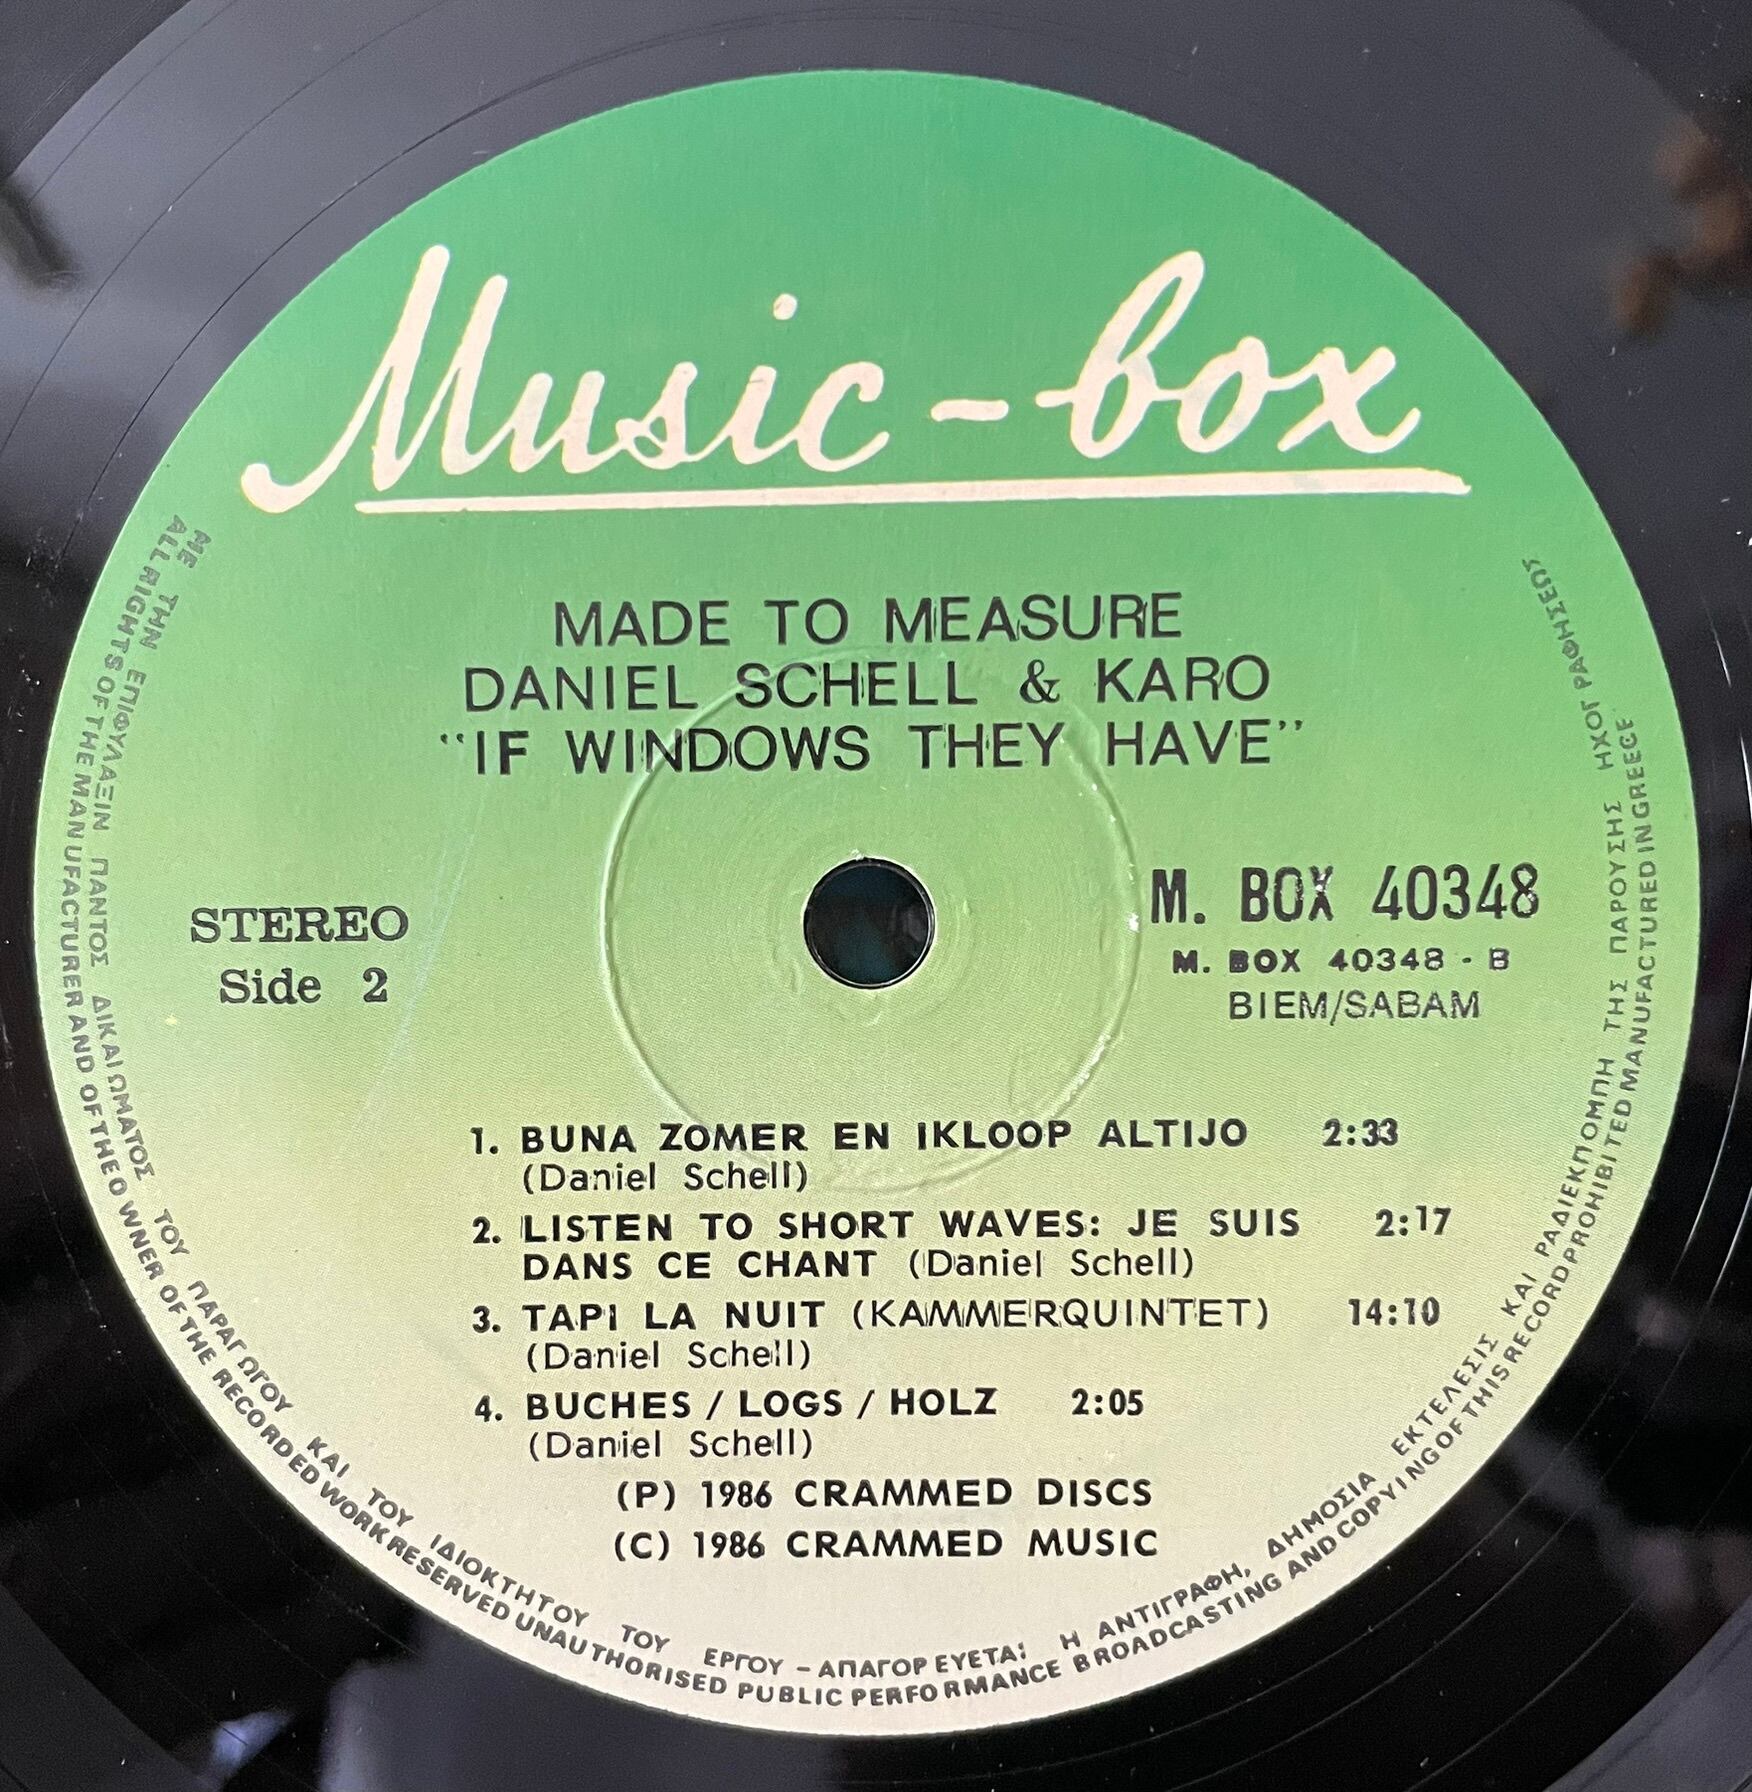 Music-box
MADE TO MEASURE
DANIEL SCHELL & KARO
"IF WINDOWS THEY HAVE"
STEREO
Side 2
M. BOX 40348
M. BOX 40348 - B
BIEM/SABAM
1. BUNA ZOMER EN IKLOOP ALTIJO 2:33
(Daniel Schell)
2. LISTEN TO SHORT WAVES: JE SUIS 2:17
DANS CE CHANT (Daniel Schell)
3. TAPI LA NUIT (KAMMERQUINTET) 14:10
(Daniel Schell)
4. BUCHES / LOGS / HOLZ 2:05
(Daniel Schell)
(P) 1986 CRAMMED DISCS
(C) 1986 CRAMMED MUSIC
ΜΕ ΤΗΝ ΕΠΙΦΥΛΑΞΙΝ ΠΑΝΤΟΣ ΔΙΚΑΙΩΜΑΤΟΣ ΤΟΥ ΠΑΡΑΓΩΓΟΥ ΚΑΙ ΤΟΥ ΙΔΙΟΚΤΗΤΟΥ ΤΟΥ ΕΡΓΟΥ - ΑΠΑΓΟΡΕΥΕΤΑΙ Η ΑΝΤΙΓΡΑΦΗ, ΔΗΜΟΣΙΑ ΕΚΤΕΛΕΣΙΣ ΚΑΙ ΡΑΔΙΕΚΠΟΜΠΗ ΤΗΣ ΠΑΡΟΥΣΗΣ ΗΧΟΓΡΑΦΗΣΕΩΣ
ALL RIGHTS OF THE MANUFACTURER AND OF THE OWNER OF THE RECORDED WORK RESERVED UNAUTHORISED PUBLIC PERFORMANCE BROADCASTING AND COPYING OF THIS RECORD PROHIBITED MANUFACTURED IN GREECE